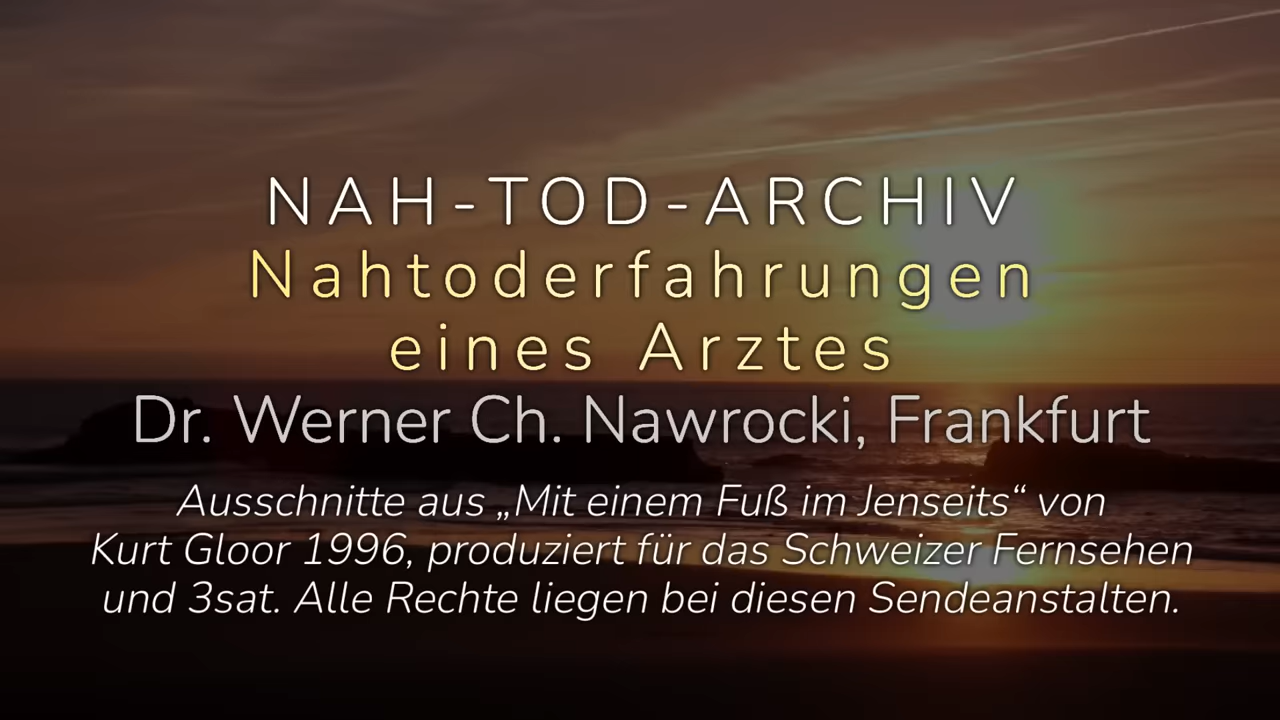 NAH-TOD-ARCHIV
Nahtoderfahrungen
eines Arztes
Dr. Werner Ch. Nawrocki, Frankfurt
Ausschnitte aus „Mit einem Fuß im Jenseits“ von
Kurt Gloor 1996, produziert für das Schweizer Fernsehen
und 3sat. Alle Rechte liegen bei diesen Sendeanstalten.